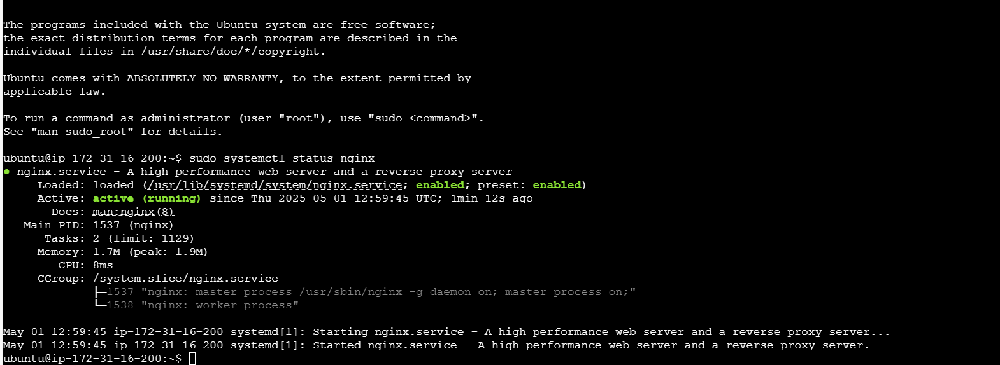 The programs included with the Ubuntu system are free software;
the exact distribution terms for each program are described in the
individual files in /usr/share/doc/*/copyright.
Ubuntu comes with ABSOLUTELY NO WARRANTY, to the extent permitted by
applicable law.
To run a command as administrator (user "root"), use "sudo <command>".
See "man sudo_root" for details.
ubuntu@ip-172-31-16-200:~$ sudo systemctl status nginx
● nginx.service - A high performance web server and a reverse proxy server
Loaded: loaded (/usr/lib/systemd/system/nginx.service; enabled; preset: enabled)
Active: active (running) since Thu 2025-05-01 12:59:45 UTC; 1min 12s ago
Docs: man:nginx(8)
Main PID: 1537 (nginx)
Tasks: 2 (limit: 1129)
Memory: 1.7M (peak: 1.9M)
CPU: 8ms
CGroup: /system.slice/nginx.service
├─1537 "nginx: master process /usr/sbin/nginx -g daemon on; master_process on;"
└─1538 "nginx: worker process"
May 01 12:59:45 ip-172-31-16-200 systemd[1]: Starting nginx.service - A high performance web server and a reverse proxy server...
May 01 12:59:45 ip-172-31-16-200 systemd[1]: Started nginx.service - A high performance web server and a reverse proxy server.
ubuntu@ip-172-31-16-200:~$